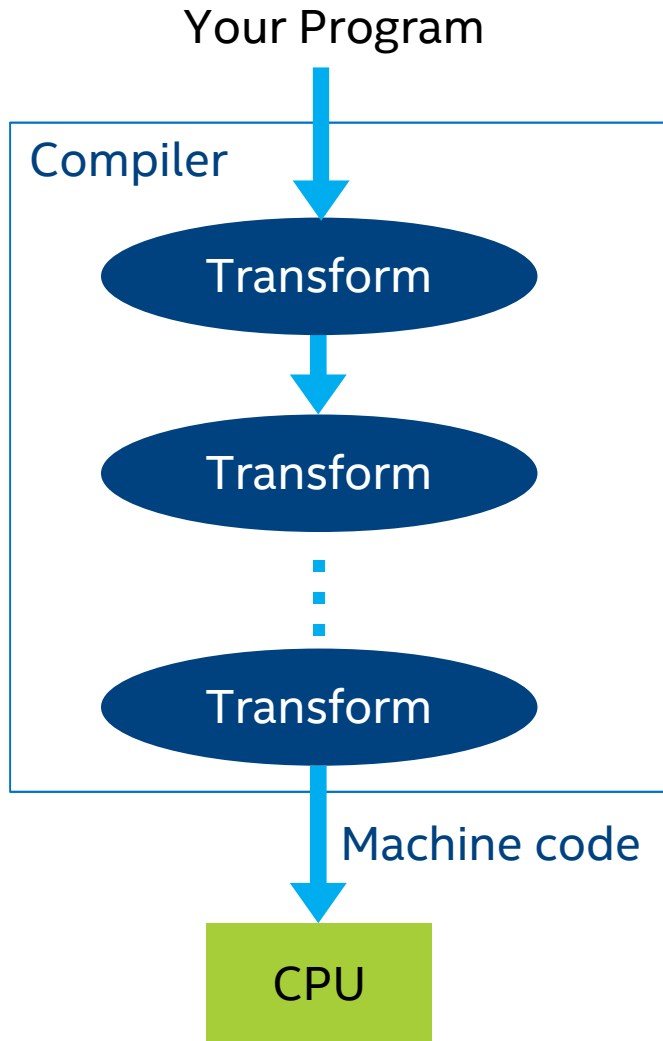 Your Program
Compiler
Transform
Transform
Transform
Machine code
CPU